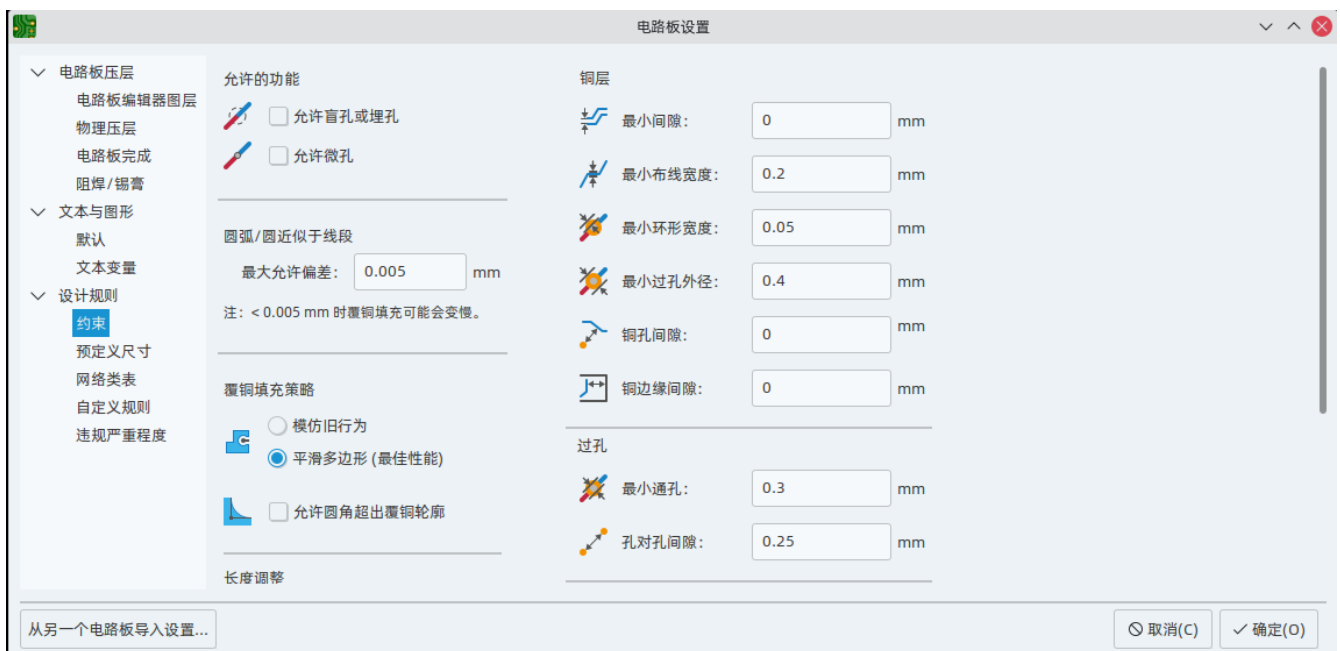 电路板设置
电路板压层
电路板编辑器图层
物理压层
电路板完成
阻焊/锡膏
文本与图形
默认
文本变量
设计规则
约束
预定义尺寸
网络类表
自定义规则
违规严重程度
允许的功能
允许盲孔或埋孔
允许微孔
圆弧/圆近似于线段
最大允许偏差: 0.005 mm
注: < 0.005 mm 时覆铜填充可能会变慢。
覆铜填充策略
模仿旧行为
平滑多边形 (最佳性能)
允许圆角超出覆铜轮廓
长度调整
铜层
最小间隙: 0 mm
最小布线宽度: 0.2 mm
最小环形宽度: 0.05 mm
最小过孔外径: 0.4 mm
铜孔间隙: 0 mm
铜边缘间隙: 0 mm
过孔
最小通孔: 0.3 mm
孔对孔间隙: 0.25 mm
从另一个电路板导入设置...
取消(C)
确定(O)